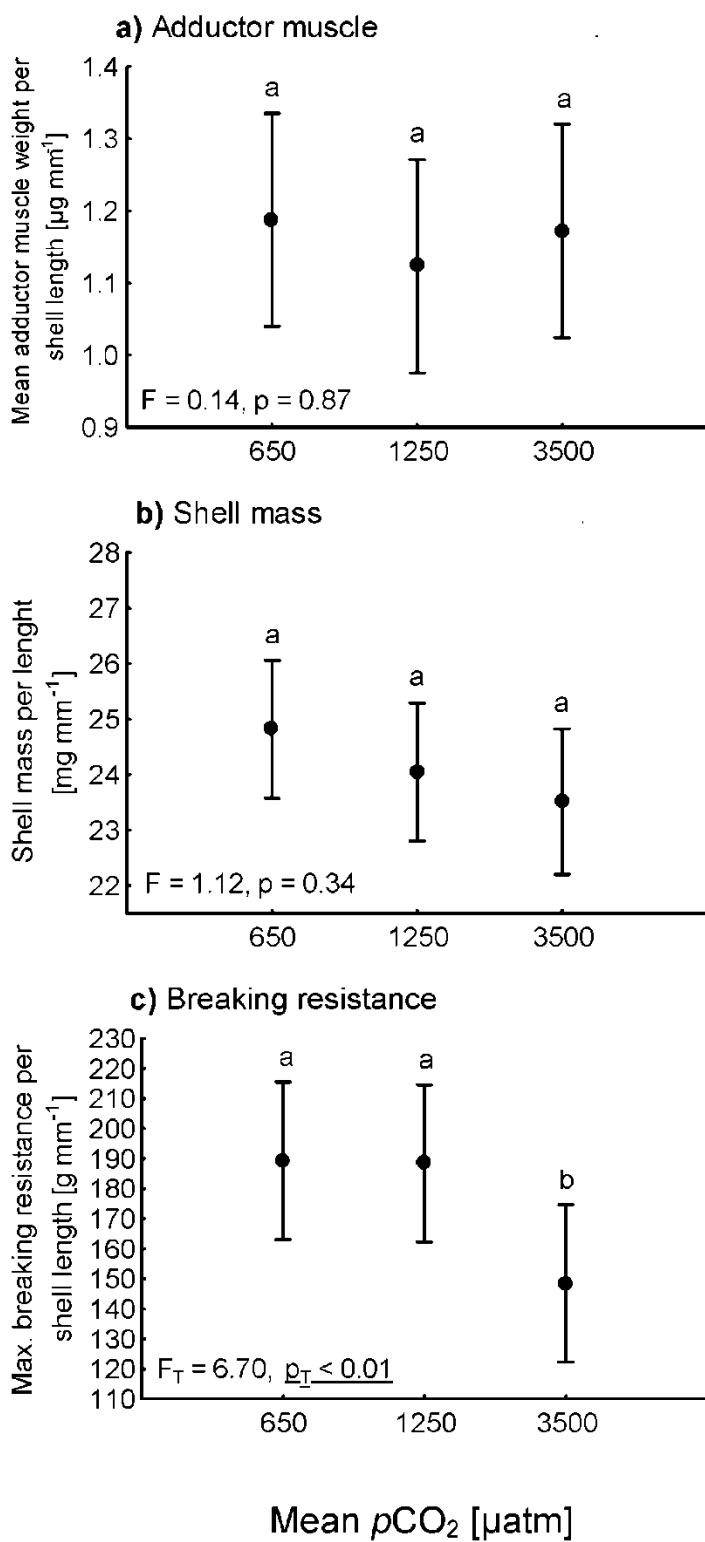 a) Adductor muscle
Mean adductor muscle weight per
shell length [µg mm⁻¹]
1.4
1.3
1.2
1.1
1.0
0.9
a
a
a
F = 0.14, p = 0.87
650
1250
3500
b) Shell mass
Shell mass per lenght
[mg mm⁻¹]
28
27
26
25
24
23
22
a
a
a
F = 1.12, p = 0.34
650
1250
3500
c) Breaking resistance
Max. breaking resistance per
shell length [g mm⁻¹]
230
220
210
200
190
180
170
160
150
140
130
120
110
a
a
b
F_T = 6.70, p_T < 0.01
650
1250
3500
Mean pCO₂ [µatm]